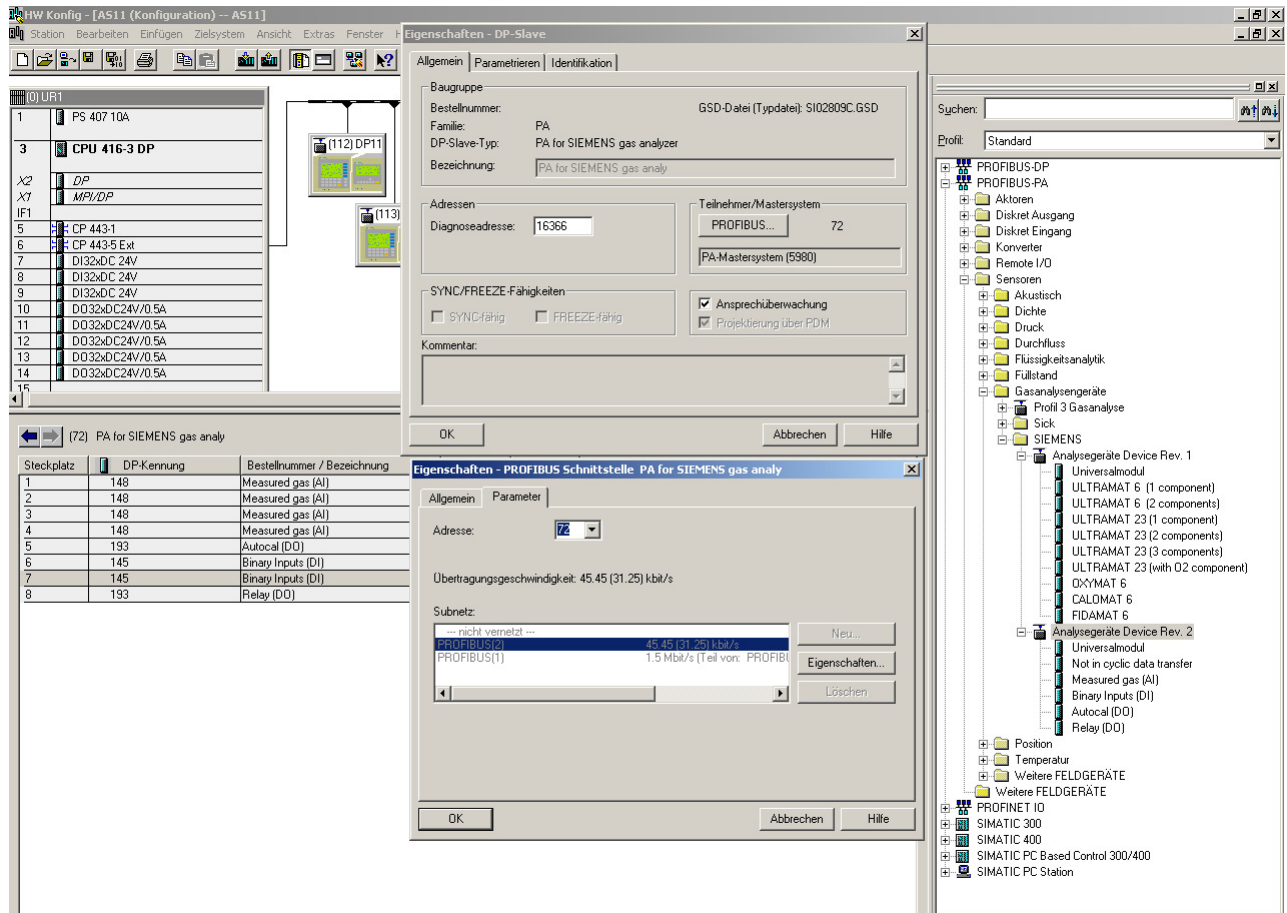 HW Konfig - [AS11 (Konfiguration) -- AS11]
Station Bearbeiten Einfügen Zielsystem Ansicht Extras Fenster
(0) UR1
1 PS 407 10A
3 CPU 416-3 DP
X2 DP
X1 MPI/DP
IF1
5 CP 443-1
6 CP 443-5 Ext
7 DI32xDC 24V
8 DI32xDC 24V
9 DI32xDC 24V
10 DO32xDC24V/0.5A
11 DO32xDC24V/0.5A
12 DO32xDC24V/0.5A
13 DO32xDC24V/0.5A
14 DO32xDC24V/0.5A
15
(112) DP11
(113)
(72) PA for SIEMENS gas analy
Steckplatz DP-Kennung Bestellnummer / Bezeichnung
1 148 Measured gas (AI)
2 148 Measured gas (AI)
3 148 Measured gas (AI)
4 148 Measured gas (AI)
5 193 Autocal (DO)
6 145 Binary Inputs (DI)
7 145 Binary Inputs (DI)
8 193 Relay (DO)
Eigenschaften - DP-Slave
Allgemein Parametrieren Identifikation
Baugruppe
Bestellnummer: GSD-Datei (Typdatei): SI02809C.GSD
Familie: PA
DP-Slave-Typ: PA for SIEMENS gas analyzer
Bezeichnung: PA for SIEMENS gas analy
Adressen
Diagnoseadresse: 16366
Teilnehmer/Mastersystem
PROFIBUS... 72
PA-Mastersystem (5980)
SYNC/FREEZE-Fähigkeiten
SYNC-fähig FREEZE-fähig
Ansprechüberwachung
Projektierung über PDM
Kommentar:
OK Abbrechen Hilfe
Eigenschaften - PROFIBUS Schnittstelle PA for SIEMENS gas analy
Allgemein Parameter
Adresse: 72
Übertragungsgeschwindigkeit: 45.45 (31.25) kbit/s
Subnetz:
--- nicht vernetzt ---
PROFIBUS(2) 45.45 (31.25) kbit/s
PROFIBUS(1) 1.5 Mbit/s (Teil von: PROFIBU
Neu...
Eigenschaften...
Löschen
OK Abbrechen Hilfe
Suchen:
Profil: Standard
PROFIBUS-DP
PROFIBUS-PA
Aktoren
Diskret Ausgang
Diskret Eingang
Konverter
Remote I/O
Sensoren
Akustisch
Dichte
Druck
Durchfluss
Flüssigkeitsanalytik
Füllstand
Gasanalysengeräte
Profil 3 Gasanalyse
Sick
SIEMENS
Analysegeräte Device Rev. 1
Universalmodul
ULTRAMAT 6 (1 component)
ULTRAMAT 6 (2 components)
ULTRAMAT 23 (1 component)
ULTRAMAT 23 (2 components)
ULTRAMAT 23 (3 components)
ULTRAMAT 23 (with O2 component)
OXYMAT 6
CALOMAT 6
FIDAMAT 6
Analysegeräte Device Rev. 2
Universalmodul
Not in cyclic data transfer
Measured gas (AI)
Binary Inputs (DI)
Autocal (DO)
Relay (DO)
Position
Temperatur
Weitere FELDGERÄTE
Weitere FELDGERÄTE
PROFINET IO
SIMATIC 300
SIMATIC 400
SIMATIC PC Based Control 300/400
SIMATIC PC Station